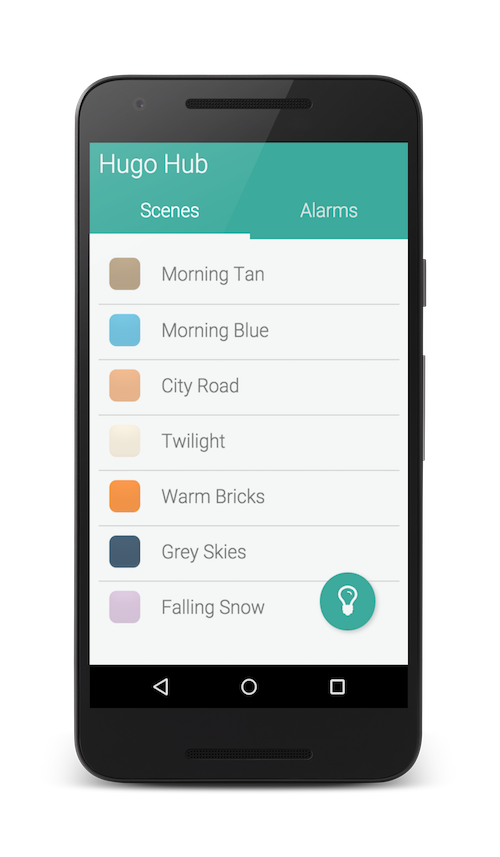 Hugo Hub
Scenes Alarms
Morning Tan
Morning Blue
City Road
Twilight
Warm Bricks
Grey Skies
Falling Snow